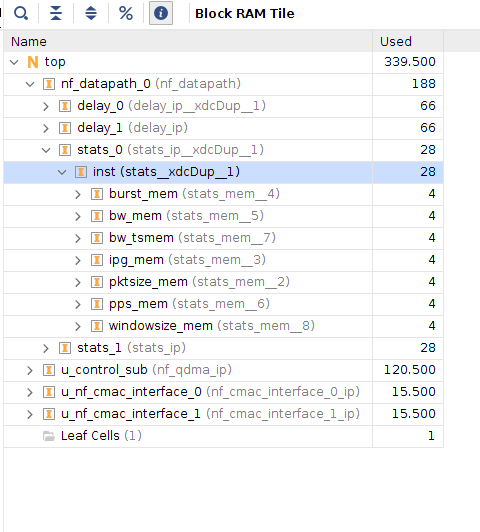 Block RAM Tile
Name Used
top 339.500
nf_datapath_0 (nf_datapath) 188
delay_0 (delay_ip__xdcDup__1) 66
delay_1 (delay_ip) 66
stats_0 (stats_ip__xdcDup__1) 28
inst (stats__xdcDup__1) 28
burst_mem (stats_mem__4) 4
bw_mem (stats_mem__5) 4
bw_tsmem (stats_mem__7) 4
ipg_mem (stats_mem__3) 4
pktsize_mem (stats_mem__2) 4
pps_mem (stats_mem__6) 4
windowsize_mem (stats_mem__8) 4
stats_1 (stats_ip) 28
u_control_sub (nf_qdma_ip) 120.500
u_nf_cmac_interface_0 (nf_cmac_interface_0_ip) 15.500
u_nf_cmac_interface_1 (nf_cmac_interface_1_ip) 15.500
Leaf Cells (1) 1